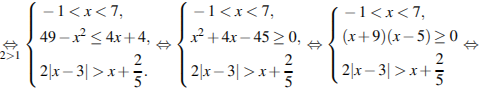 ⇔ 2>1 { −1<x<7, 49−x² ≤ 4x+4, 2|x−3| > x+2/5. ⇔ { −1<x<7, x²+4x−45 ≥ 0, 2|x−3| > x+2/5. ⇔ { −1<x<7, (x+9)(x−5) ≥ 0 2|x−3| > x+2/5 ⇔